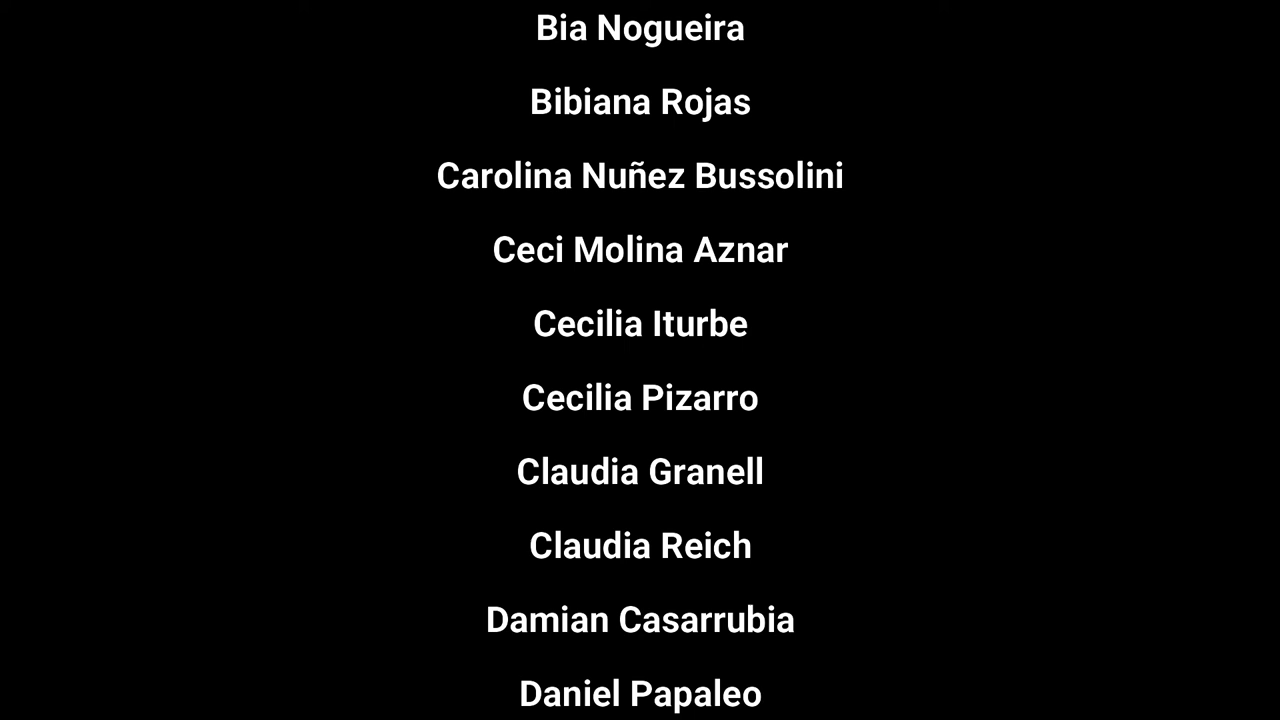 Bia Nogueira
Bibiana Rojas
Carolina Nuñez Bussolini
Ceci Molina Aznar
Cecilia Iturbe
Cecilia Pizarro
Claudia Granell
Claudia Reich
Damian Casarrubia
Daniel Papaleo